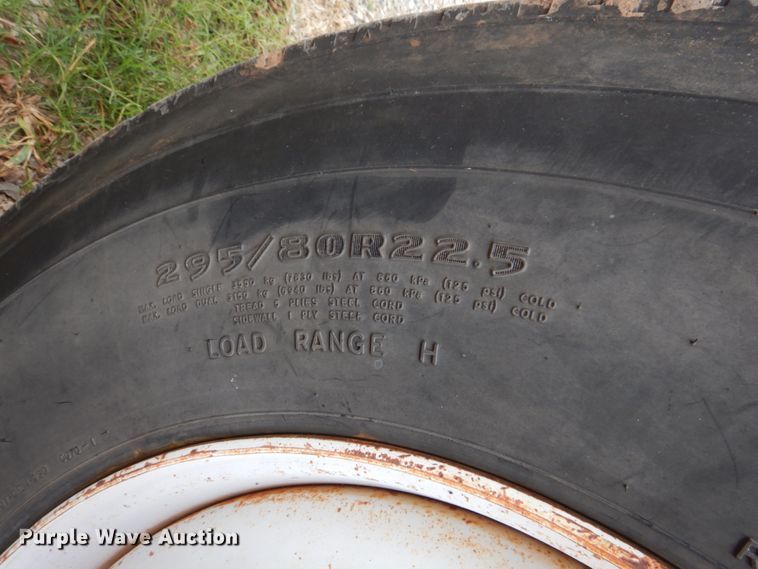 295/80R22.5
MAX. LOAD SINGLE 3550 kg (7830 lbs) AT 860 kPa (125 psi) COLD
MAX. LOAD DUAL 3150 kg (6940 lbs) AT 860 kPa (125 psi) COLD
TREAD 5 PLIES STEEL CORD
SIDEWALL 1 PLY STEEL CORD
LOAD RANGE H
Purple Wave Auction